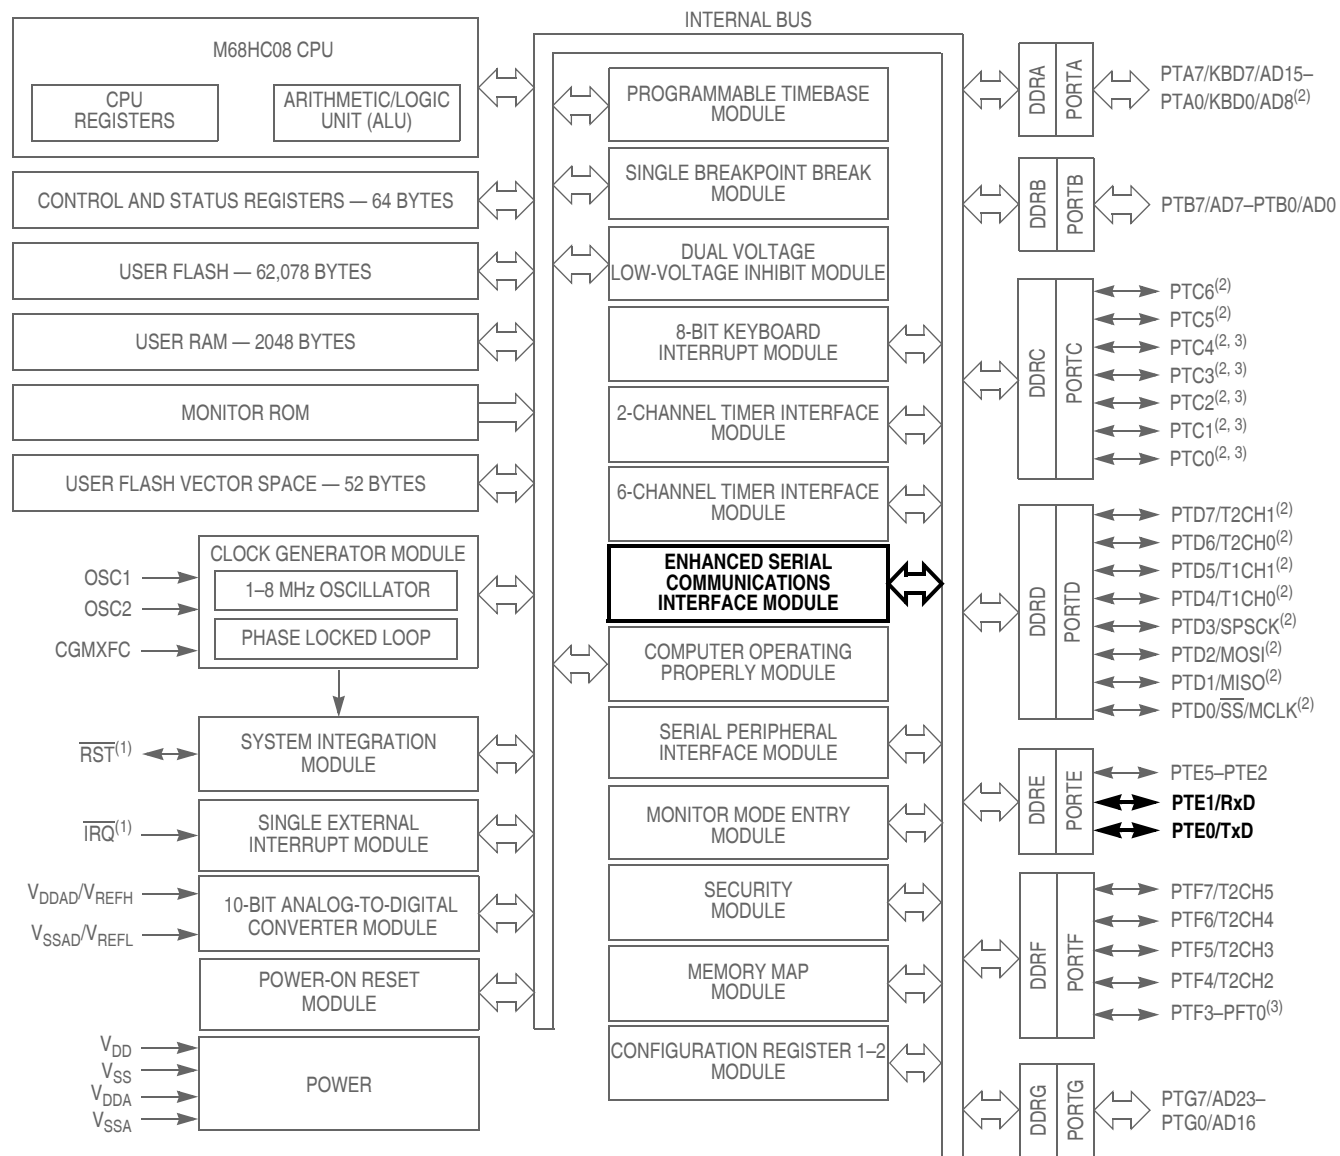 INTERNAL BUS
M68HC08 CPU
CPU
REGISTERS
ARITHMETIC/LOGIC
UNIT (ALU)
CONTROL AND STATUS REGISTERS — 64 BYTES
USER FLASH — 62,078 BYTES
USER RAM — 2048 BYTES
MONITOR ROM
USER FLASH VECTOR SPACE — 52 BYTES
CLOCK GENERATOR MODULE
1–8 MHz OSCILLATOR
PHASE LOCKED LOOP
OSC1
OSC2
CGMXFC
SYSTEM INTEGRATION
MODULE
RST(1)
SINGLE EXTERNAL
INTERRUPT MODULE
IRQ(1)
10-BIT ANALOG-TO-DIGITAL
CONVERTER MODULE
VDDAD/VREFH
VSSAD/VREFL
POWER-ON RESET
MODULE
POWER
VDD
VSS
VDDA
VSSA
PROGRAMMABLE TIMEBASE
MODULE
SINGLE BREAKPOINT BREAK
MODULE
DUAL VOLTAGE
LOW-VOLTAGE INHIBIT MODULE
8-BIT KEYBOARD
INTERRUPT MODULE
2-CHANNEL TIMER INTERFACE
MODULE
6-CHANNEL TIMER INTERFACE
MODULE
ENHANCED SERIAL
COMMUNICATIONS
INTERFACE MODULE
COMPUTER OPERATING
PROPERLY MODULE
SERIAL PERIPHERAL
INTERFACE MODULE
MONITOR MODE ENTRY
MODULE
SECURITY
MODULE
MEMORY MAP
MODULE
CONFIGURATION REGISTER 1–2
MODULE
DDRA
PORTA
PTA7/KBD7/AD15–
PTA0/KBD0/AD8(2)
DDRB
PORTB
PTB7/AD7–PTB0/AD0
DDRC
PORTC
PTC6(2)
PTC5(2)
PTC4(2, 3)
PTC3(2, 3)
PTC2(2, 3)
PTC1(2, 3)
PTC0(2, 3)
DDRD
PORTD
PTD7/T2CH1(2)
PTD6/T2CH0(2)
PTD5/T1CH1(2)
PTD4/T1CH0(2)
PTD3/SPSCK(2)
PTD2/MOSI(2)
PTD1/MISO(2)
PTD0/SS/MCLK(2)
DDRE
PORTE
PTE5–PTE2
PTE1/RxD
PTE0/TxD
DDRF
PORTF
PTF7/T2CH5
PTF6/T2CH4
PTF5/T2CH3
PTF4/T2CH2
PTF3–PFT0(3)
DDRG
PORTG
PTG7/AD23–
PTG0/AD16